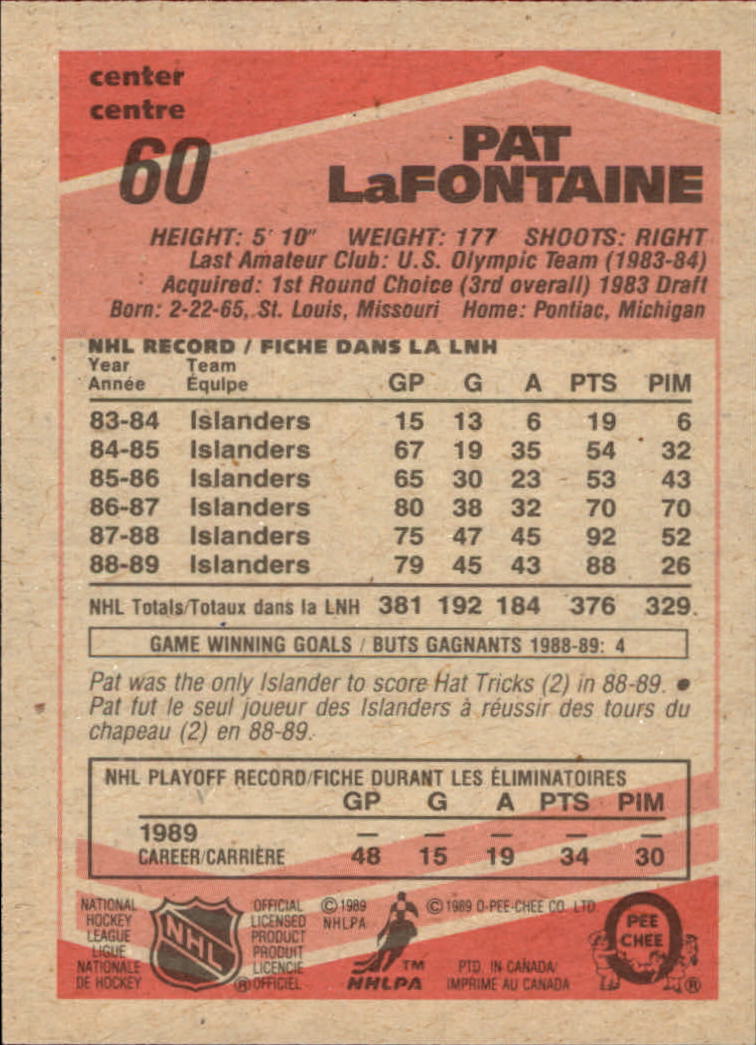 center
centre
60
PAT
LaFONTAINE
HEIGHT: 5' 10" WEIGHT: 177 SHOOTS: RIGHT
Last Amateur Club: U.S. Olympic Team (1983-84)
Acquired: 1st Round Choice (3rd overall) 1983 Draft
Born: 2-22-65, St. Louis, Missouri Home: Pontiac, Michigan
NHL RECORD / FICHE DANS LA LNH
Year Team
Année Équipe GP G A PTS PIM
83-84 Islanders 15 13 6 19 6
84-85 Islanders 67 19 35 54 32
85-86 Islanders 65 30 23 53 43
86-87 Islanders 80 38 32 70 70
87-88 Islanders 75 47 45 92 52
88-89 Islanders 79 45 43 88 26
NHL Totals/Totaux dans la LNH 381 192 184 376 329
GAME WINNING GOALS / BUTS GAGNANTS 1988-89: 4
Pat was the only Islander to score Hat Tricks (2) in 88-89. •
Pat fut le seul joueur des Islanders à réussir des tours du
chapeau (2) en 88-89.
NHL PLAYOFF RECORD/FICHE DURANT LES ÉLIMINATOIRES
GP G A PTS PIM
1989 — — — — —
CAREER/CARRIÈRE 48 15 19 34 30
NATIONAL
HOCKEY
LEAGUE
LIGUE
NATIONALE
DE HOCKEY
NHL
®
OFFICIAL
LICENSED
PRODUCT
PRODUIT
LICENCIE
OFFICIEL
© 1989
NHLPA
TM
NHLPA
© 1989 O-PEE-CHEE CO. LTD.
PTD. IN CANADA/
IMPRIME AU CANADA
O
PEE
CHEE
®